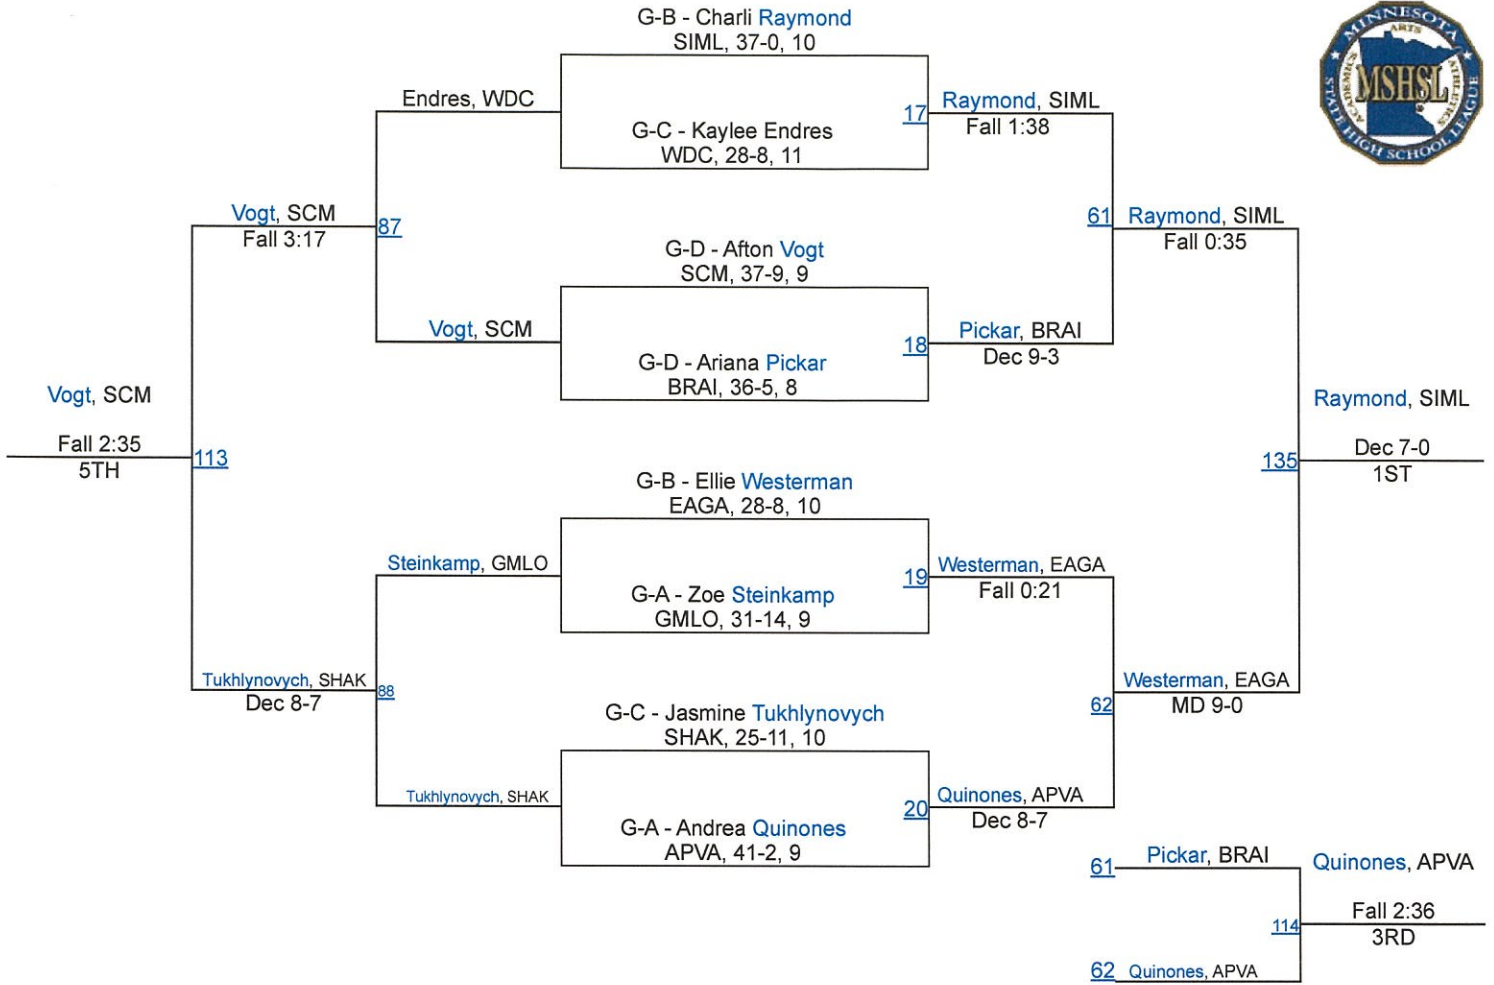 G-B - Charli Raymond
SIML, 37-0, 10
MINNESOTA
STATE HIGH SCHOOL LEAGUE
ARTS
ACADEMICS
ATHLETICS
MSHSL
Endres, WDC
17
Raymond, SIML
Fall 1:38
G-C - Kaylee Endres
WDC, 28-8, 11
Vogt, SCM
Fall 3:17
87
61
Raymond, SIML
Fall 0:35
G-D - Afton Vogt
SCM, 37-9, 9
Vogt, SCM
18
Pickar, BRAI
Dec 9-3
G-D - Ariana Pickar
BRAI, 36-5, 8
Vogt, SCM
Fall 2:35
5TH
113
Raymond, SIML
Dec 7-0
1ST
135
G-B - Ellie Westerman
EAGA, 28-8, 10
Steinkamp, GMLO
19
Westerman, EAGA
Fall 0:21
G-A - Zoe Steinkamp
GMLO, 31-14, 9
Tukhlynovych, SHAK
Dec 8-7
88
62
Westerman, EAGA
MD 9-0
G-C - Jasmine Tukhlynovych
SHAK, 25-11, 10
Tukhlynovych, SHAK
20
Quinones, APVA
Dec 8-7
G-A - Andrea Quinones
APVA, 41-2, 9
61
Pickar, BRAI
Quinones, APVA
Fall 2:36
3RD
114
62
Quinones, APVA